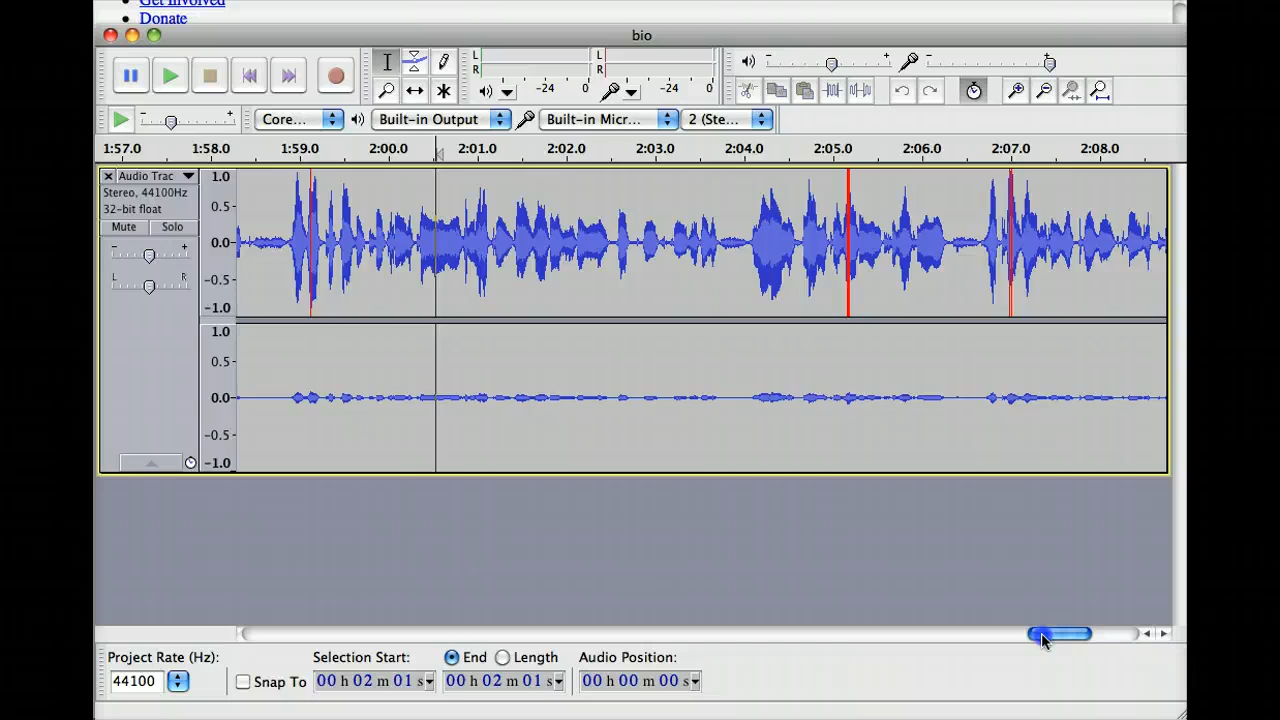 Get Involved
Donate
bio
L
R
-24
0
L
R
-24
0
- +
- +
- +
Core...
Built-in Output
Built-in Micr...
2 (Ste...
1:57.0 1:58.0 1:59.0 2:00.0 2:01.0 2:02.0 2:03.0 2:04.0 2:05.0 2:06.0 2:07.0 2:08.0
Audio Trac
Stereo, 44100Hz
32-bit float
Mute Solo
- +
L R
1.0
0.5
0.0
-0.5
-1.0
1.0
0.5
0.0
-0.5
-1.0
Project Rate (Hz):
Selection Start:
End
Length
Audio Position:
44100
Snap To
00 h 02 m 01 s
00 h 02 m 01 s
00 h 00 m 00 s